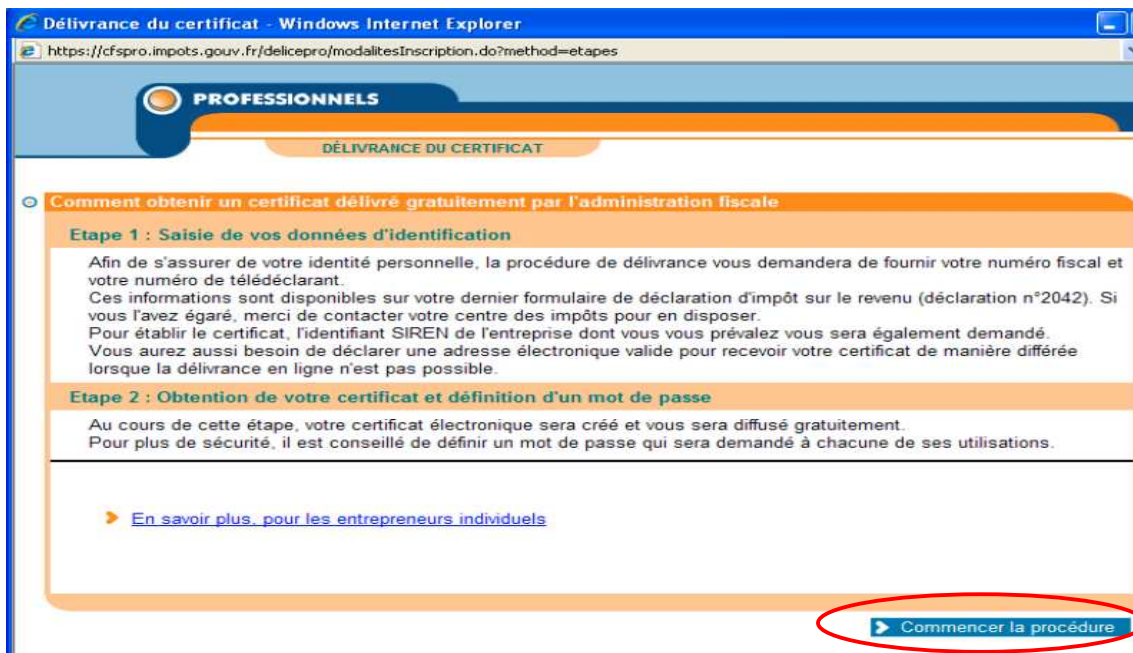 Délivrance du certificat - Windows Internet Explorer
https://cfspro.impots.gouv.fr/delicepro/modalitesInscription.do?method=etapes
PROFESSIONNELS
DÉLIVRANCE DU CERTIFICAT
Comment obtenir un certificat délivré gratuitement par l'administration fiscale
Etape 1 : Saisie de vos données d'identification
Afin de s'assurer de votre identité personnelle, la procédure de délivrance vous demandera de fournir votre numéro fiscal et
votre numéro de télédéclarant.
Ces informations sont disponibles sur votre dernier formulaire de déclaration d'impôt sur le revenu (déclaration n°2042). Si
vous l'avez égaré, merci de contacter votre centre des impôts pour en disposer.
Pour établir le certificat, l'identifiant SIREN de l'entreprise dont vous vous prévalez vous sera également demandé.
Vous aurez aussi besoin de déclarer une adresse électronique valide pour recevoir votre certificat de manière différée
lorsque la délivrance en ligne n'est pas possible.
Etape 2 : Obtention de votre certificat et définition d'un mot de passe
Au cours de cette étape, votre certificat électronique sera créé et vous sera diffusé gratuitement.
Pour plus de sécurité, il est conseillé de définir un mot de passe qui sera demandé à chacune de ses utilisations.
En savoir plus, pour les entrepreneurs individuels
Commencer la procédure